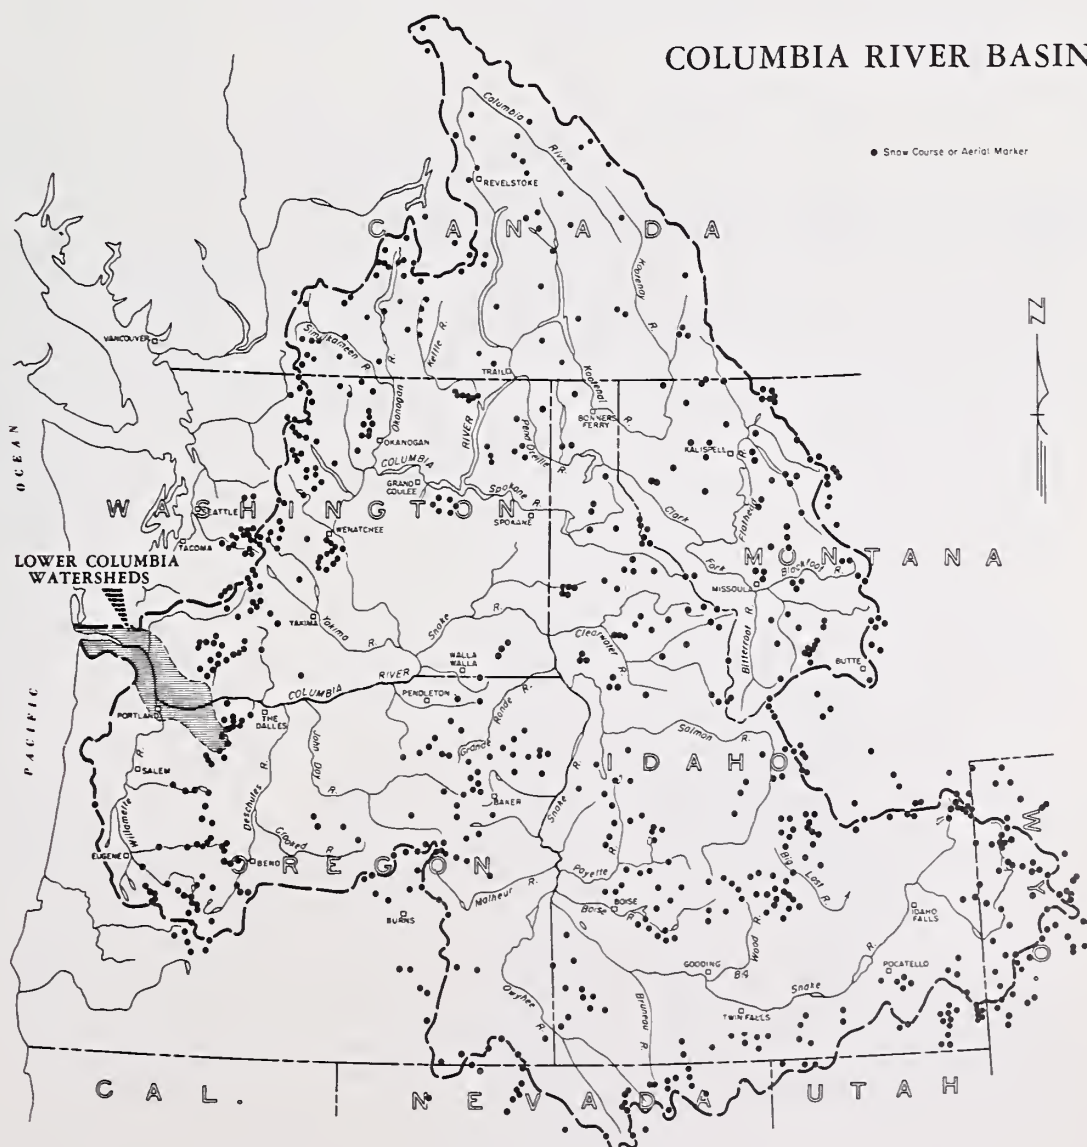 COLUMBIA RIVER BASIN
● Snow Course or Aerial Marker
Columbia
River
REVELSTOKE
CANADA
Kootenay
R.
N
VANCOUVER
Similkameen R.
Okanogan R.
Kettle R.
TRAIL
Kootenai
R.
BONNERS
FERRY
OKANOGAN
COLUMBIA
RIVER
GRAND
COULEE
Pend Oreille
R.
KALISPELL
Flathead
R.
OCEAN
PACIFIC
WASHINGTON
SEATTLE
TACOMA
WENATCHEE
Spokane R.
SPOKANE
Clark
Fork
MONTANA
Blackfoot R.
MISSOULA
LOWER COLUMBIA
WATERSHEDS
YAKIMA
Yakima R.
Snake R.
WALLA
WALLA
Clearwater R.
Bitterroot R.
BUTTE
COLUMBIA RIVER
PENDLETON
PORTLAND
THE
DALLES
John Day
R.
Grande Ronde R.
Salmon R.
IDAHO
SALEM
Willamette R.
Deschutes R.
Crooked R.
BAKER
Snake R.
EUGENE
BEND
OREGON
Malheur R.
Payette
R.
BOISE
Boise R.
Big
Lost
R.
IDAHO
FALLS
WYO
BURNS
GOODING
Big Wood R.
POCATELLO
Owyhee R.
Bruneau R.
TWIN FALLS
Snake R.
CAL.
NEVADA
UTAH